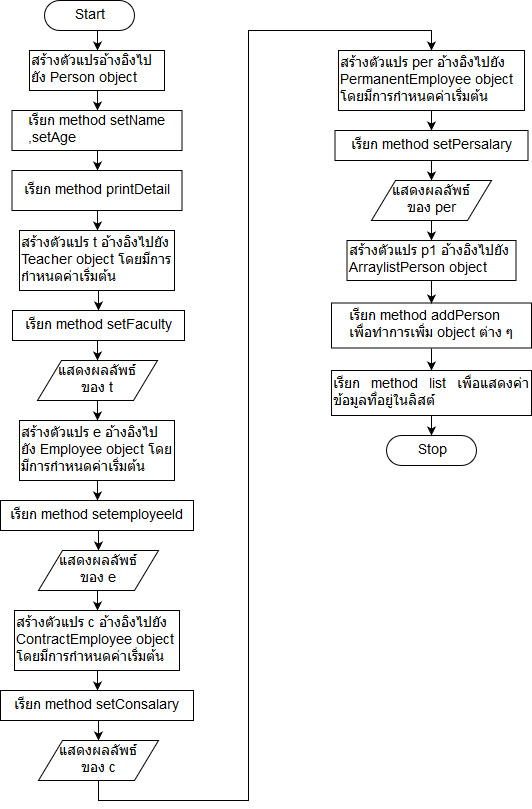 Start
สร้างตัวแปรอ้างอิงไป
ยัง Person object
เรียก method setName
,setAge
เรียก method printDetail
สร้างตัวแปร t อ้างอิงไปยัง
Teacher object โดยมีการ
กำหนดค่าเริ่มต้น
เรียก method setFaculty
แสดงผลลัพธ์
ของ t
สร้างตัวแปร e อ้างอิงไป
ยัง Employee object โดย
มีการกำหนดค่าเริ่มต้น
เรียก method setemployeeId
แสดงผลลัพธ์
ของ e
สร้างตัวแปร c อ้างอิงไปยัง
ContractEmployee object
โดยมีการกำหนดค่าเริ่มต้น
เรียก method setConsalary
แสดงผลลัพธ์
ของ c
สร้างตัวแปร per อ้างอิงไปยัง
PermanentEmployee object
โดยมีการกำหนดค่าเริ่มต้น
เรียก method setPersalary
แสดงผลลัพธ์
ของ per
สร้างตัวแปร p1 อ้างอิงไปยัง
ArraylistPerson object
เรียก method addPerson
เพื่อทำการเพิ่ม object ต่าง ๆ
เรียก method list เพื่อแสดงค่า
ข้อมูลที่อยู่ในลิสต์
Stop